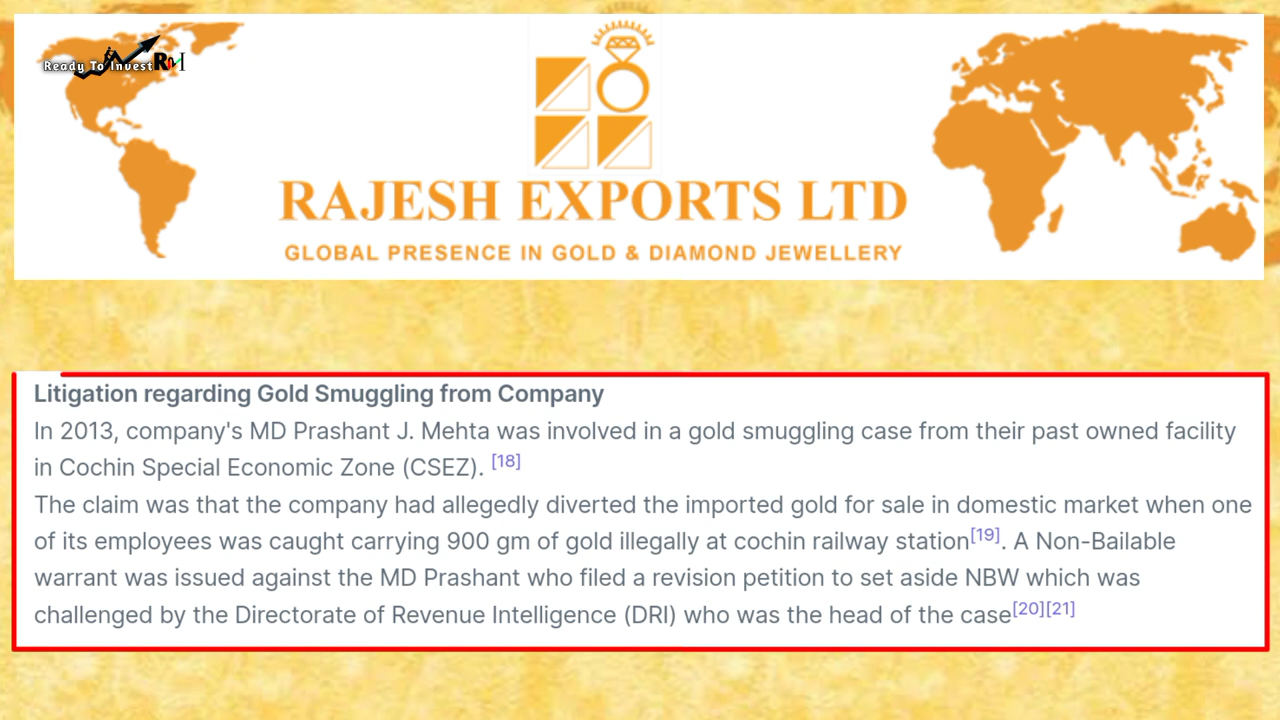 Ready To Invest RI
RAJESH EXPORTS LTD
GLOBAL PRESENCE IN GOLD & DIAMOND JEWELLERY
Litigation regarding Gold Smuggling from Company
In 2013, company's MD Prashant J. Mehta was involved in a gold smuggling case from their past owned facility
in Cochin Special Economic Zone (CSEZ). [18]
The claim was that the company had allegedly diverted the imported gold for sale in domestic market when one
of its employees was caught carrying 900 gm of gold illegally at cochin railway station[19]. A Non-Bailable
warrant was issued against the MD Prashant who filed a revision petition to set aside NBW which was
challenged by the Directorate of Revenue Intelligence (DRI) who was the head of the case[20][21]